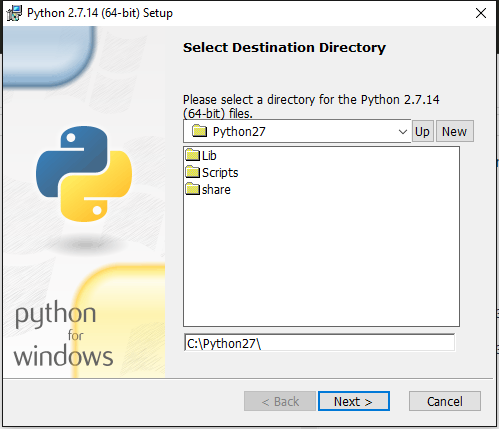 Python 2.7.14 (64-bit) Setup
Select Destination Directory
Please select a directory for the Python 2.7.14
(64-bit) files.
Python27
Up
New
Lib
Scripts
share
C:\Python27\
python
for
windows
< Back
Next >
Cancel